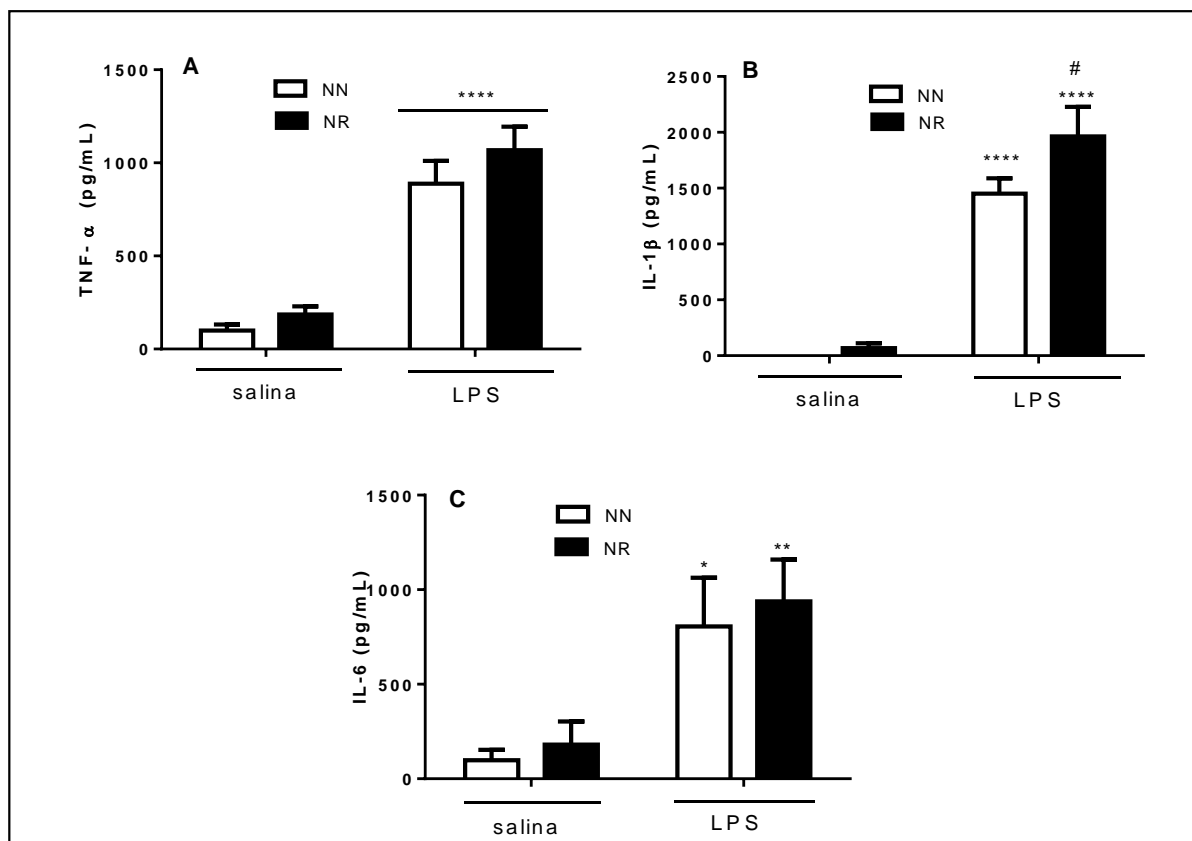 A
TNF- α (pg/mL)
1500
1000
500
0
NN
NR
****
salina
LPS
B
IL-1β (pg/mL)
2500
2000
1500
1000
500
0
NN
NR
****
#
****
salina
LPS
C
IL-6 (pg/mL)
1500
1000
500
0
NN
NR
*
**
salina
LPS